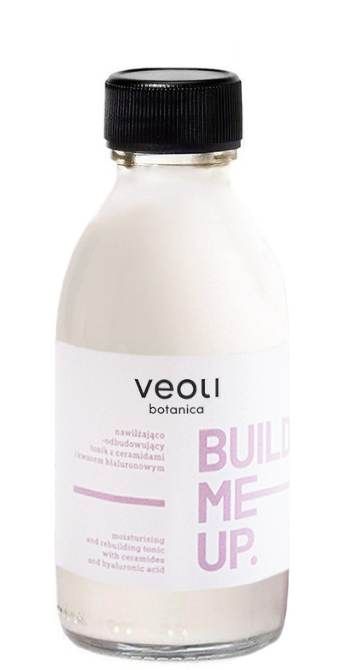 veoli
botanica
nawilżająco
-odbudowujący
tonik z ceramidami
i kwasem hialuronowym
BUILD
ME
UP.
moisturising
and rebuilding tonic
with ceramides
and hyaluronic acid